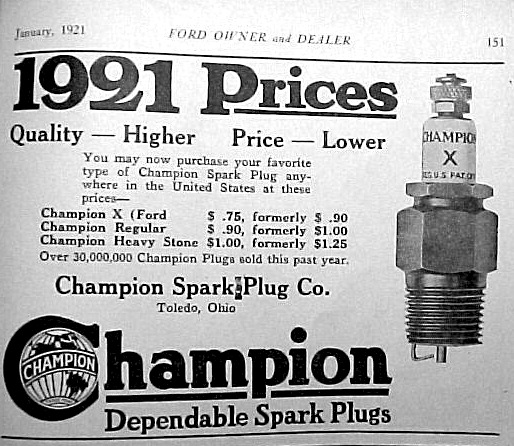 January, 1921 FORD OWNER and DEALER 151
1921 Prices
Quality — Higher Price — Lower
You may now purchase your favorite
type of Champion Spark Plug any-
where in the United States at these
prices—
Champion X (Ford $ .75, formerly $ .90
Champion Regular $ .90, formerly $1.00
Champion Heavy Stone $1.00, formerly $1.25
Over 30,000,000 Champion Plugs sold this past year.
Champion Spark Plug Co.
Toledo, Ohio
CHAMPION
X
REG U.S. PAT. OFF
CHAMPION
Champion
Dependable Spark Plugs